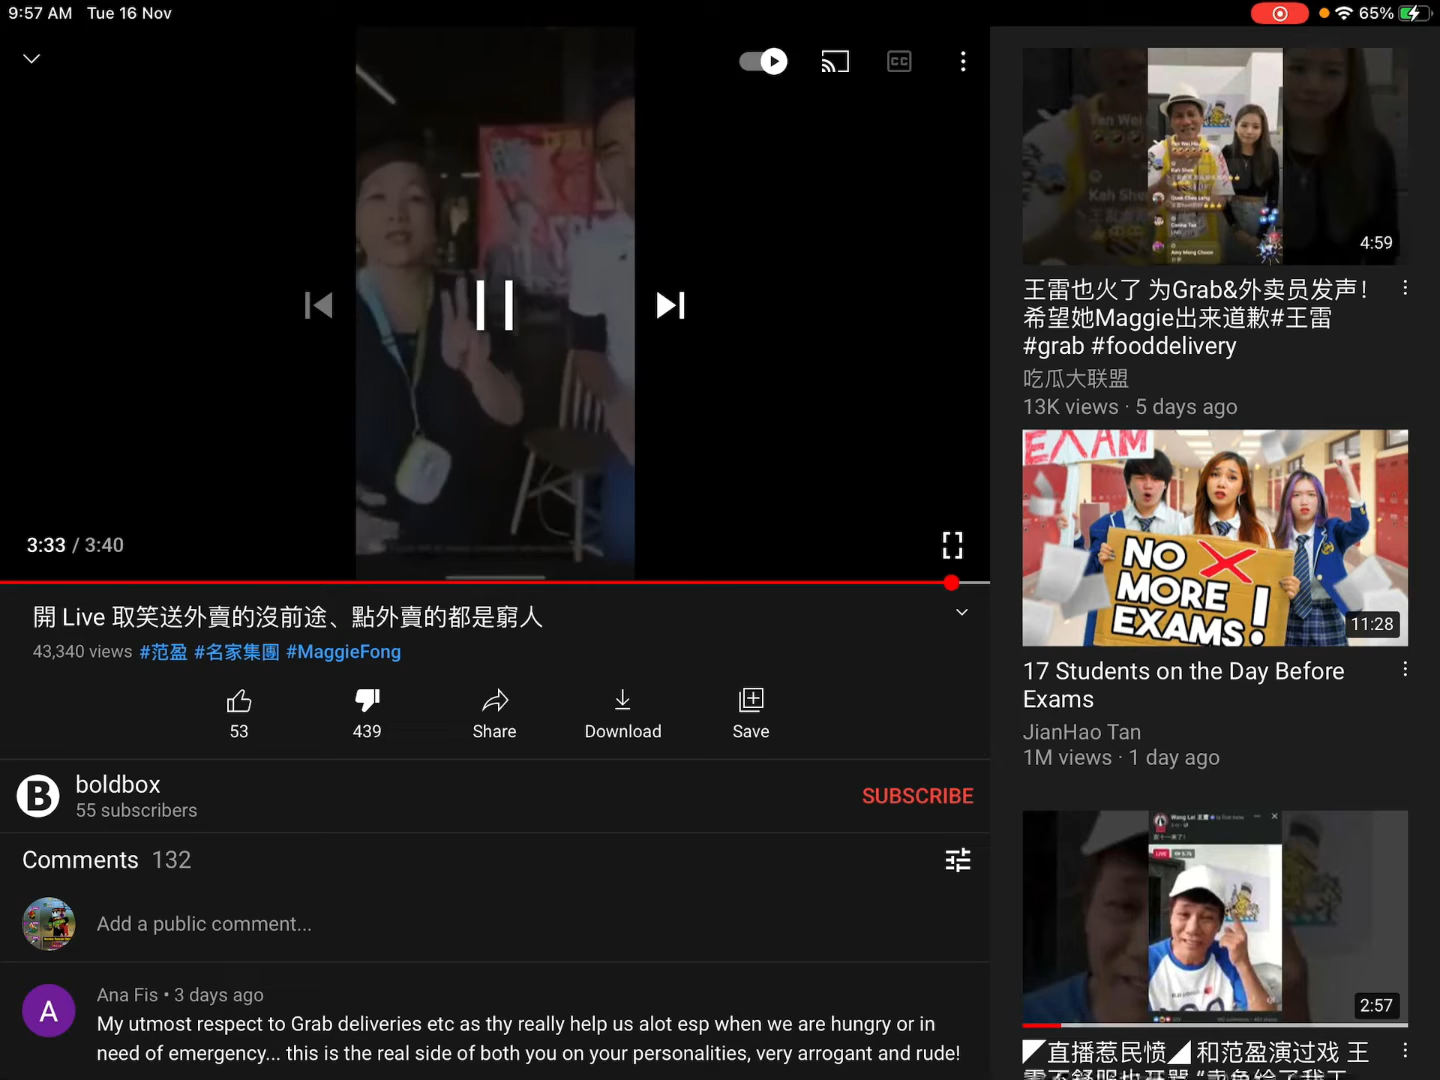 9:57 AM Tue 16 Nov
65%
CC
3:33 / 3:40
開 Live 取笑送外賣的沒前途、點外賣的都是窮人
43,340 views #范盈 #名家集團 #MaggieFong
53
439
Share
Download
Save
B
boldbox
55 subscribers
SUBSCRIBE
Comments 132
Add a public comment...
A
Ana Fis • 3 days ago
My utmost respect to Grab deliveries etc as thy really help us alot esp when we are hungry or in
need of emergency... this is the real side of both you on your personalities, very arrogant and rude!
Kah Shen
4:59
王雷也火了 为Grab&外卖员发声！
希望她Maggie出来道歉#王雷
#grab #fooddelivery
吃瓜大联盟
13K views · 5 days ago
EXAM
NO
MORE
EXAMS!
11:28
17 Students on the Day Before
Exams
JianHao Tan
1M views · 1 day ago
Wang Lei 王雷
LIVE
2:57
◤直播惹民愤◢ 和范盈演过戏 王